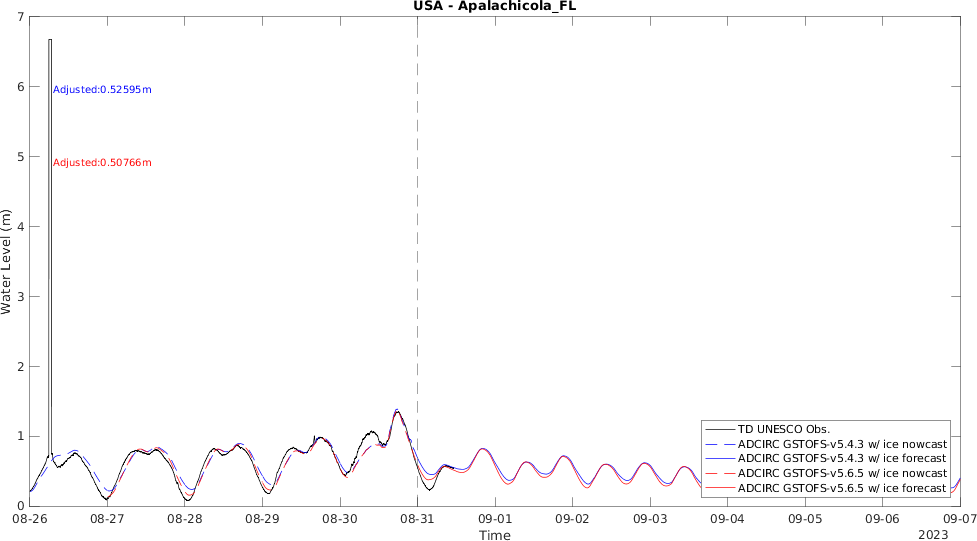 USA - Apalachicola_FL
7
6
5
4
3
2
1
0
Water Level (m)
Adjusted:0.52595m
Adjusted:0.50766m
TD UNESCO Obs.
ADCIRC GSTOFS-v5.4.3 w/ ice nowcast
ADCIRC GSTOFS-v5.4.3 w/ ice forecast
ADCIRC GSTOFS-v5.6.5 w/ ice nowcast
ADCIRC GSTOFS-v5.6.5 w/ ice forecast
08-26 08-27 08-28 08-29 08-30 08-31 09-01 09-02 09-03 09-04 09-05 09-06 09-07
Time
2023